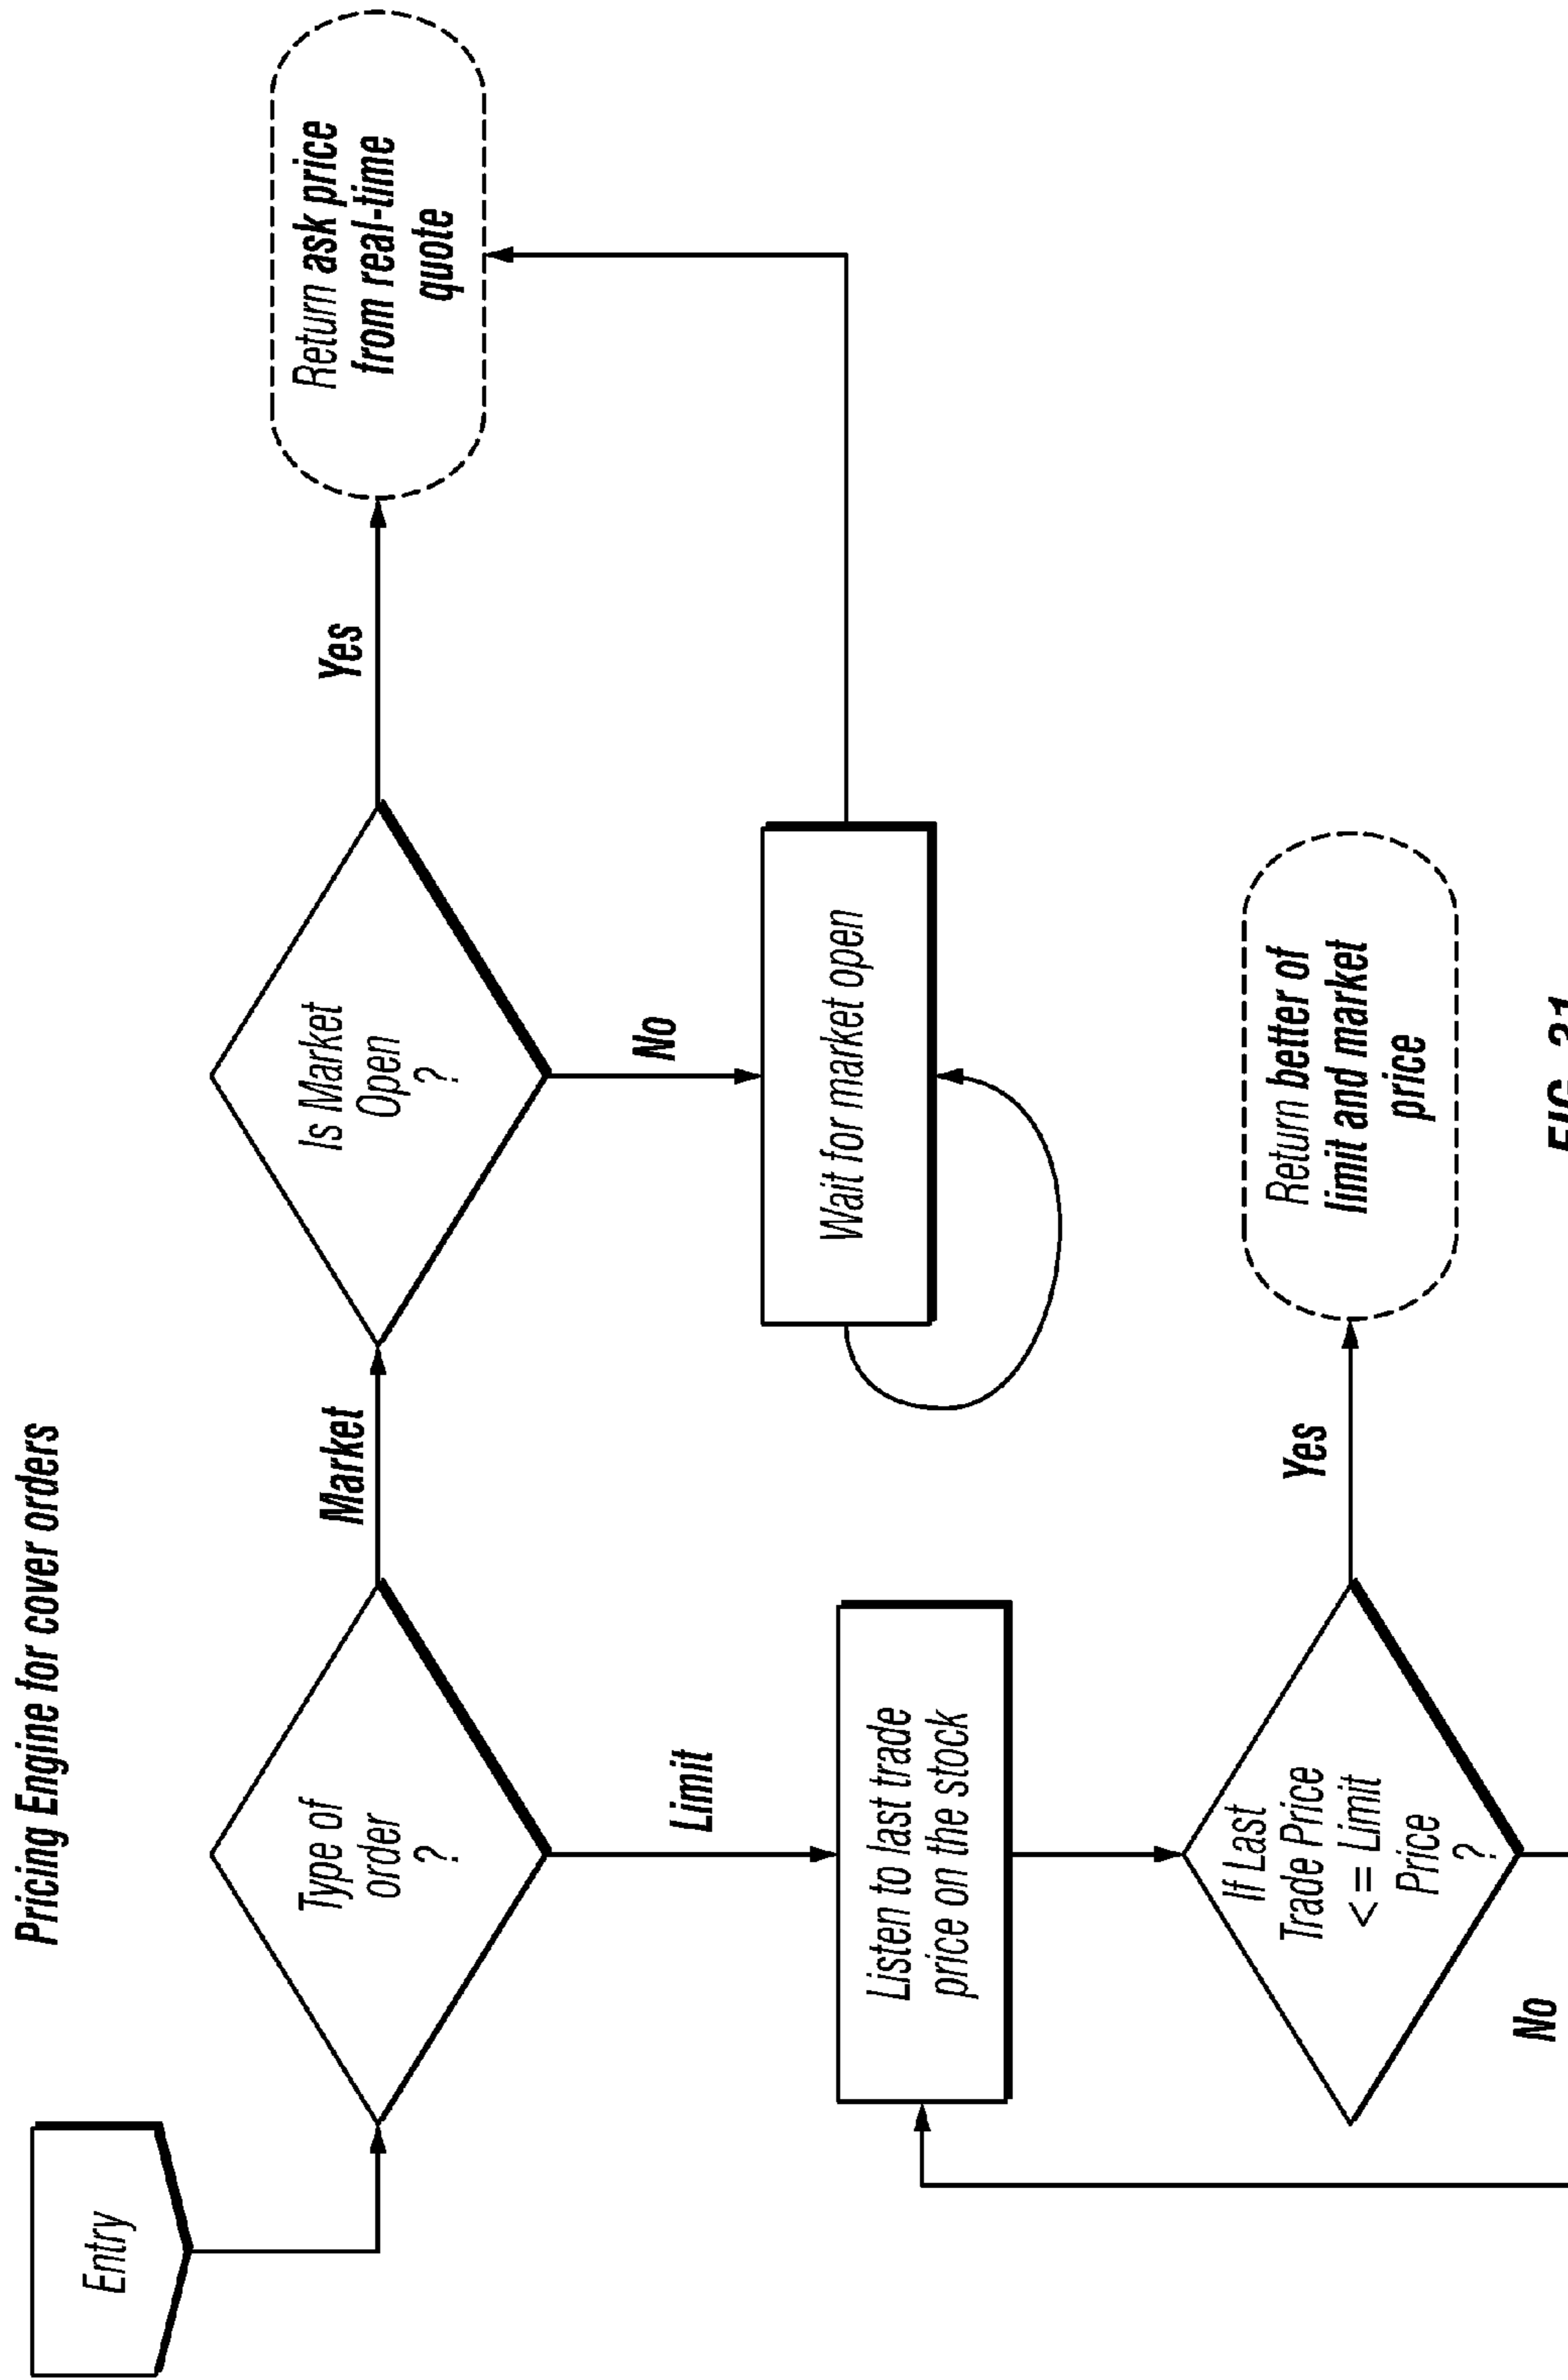 Pricing Engine for cover orders
Entry
Type of
order
?
Market
Is Market
Open
?
Yes
Return ask price
from real-time
quote
No
Wait for market open
Limit
Listen to last trade
price on the stock
If Last
Trade Price
<= Limit
Price
?
Yes
Return better of
limit and market
price
No